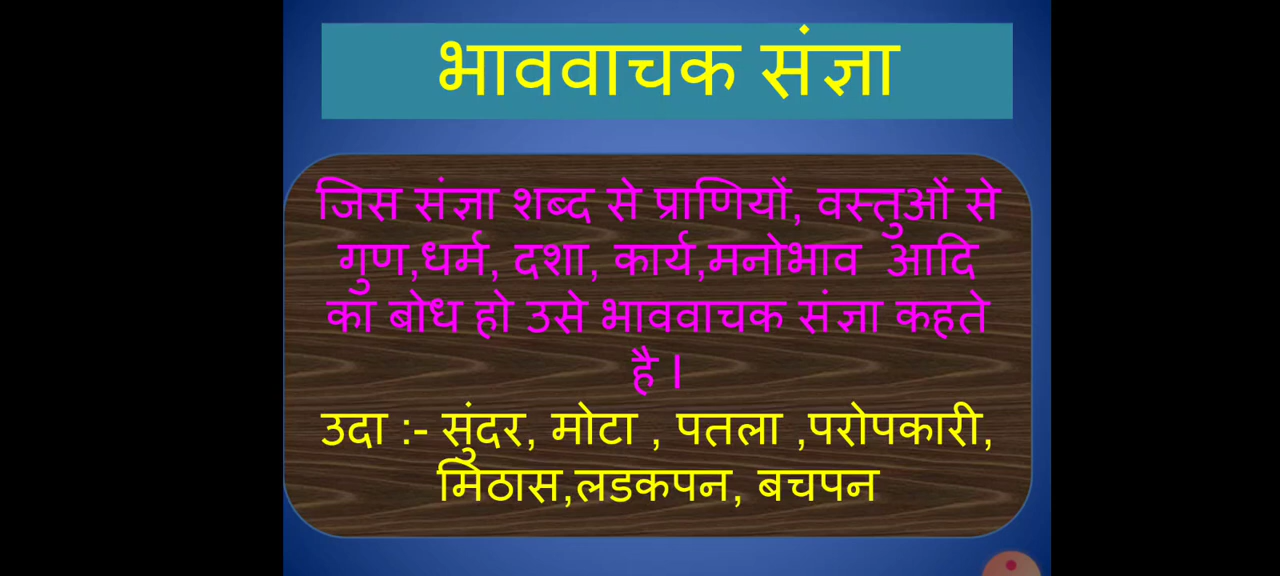 भाववाचक संज्ञा
जिस संज्ञा शब्द से प्राणियों, वस्तुओं से
गुण,धर्म, दशा, कार्य,मनोभाव आदि
का बोध हो उसे भाववाचक संज्ञा कहते
है I
उदा :- सुंदर, मोटा , पतला ,परोपकारी,
मिठास,लडकपन, बचपन